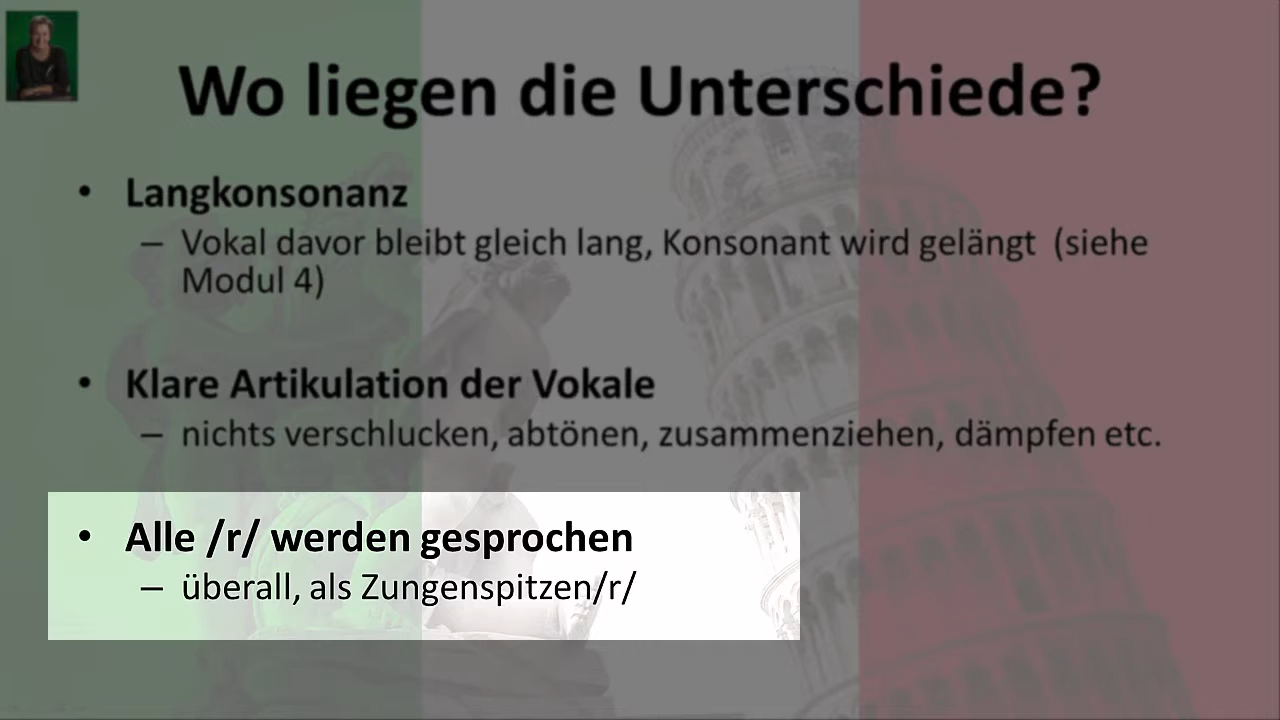 Wo liegen die Unterschiede?
• Langkonsonanz
– Vokal davor bleibt gleich lang, Konsonant wird gelängt (siehe
Modul 4)
• Klare Artikulation der Vokale
– nichts verschlucken, abtönen, zusammenziehen, dämpfen etc.
• Alle /r/ werden gesprochen
– überall, als Zungenspitzen/r/